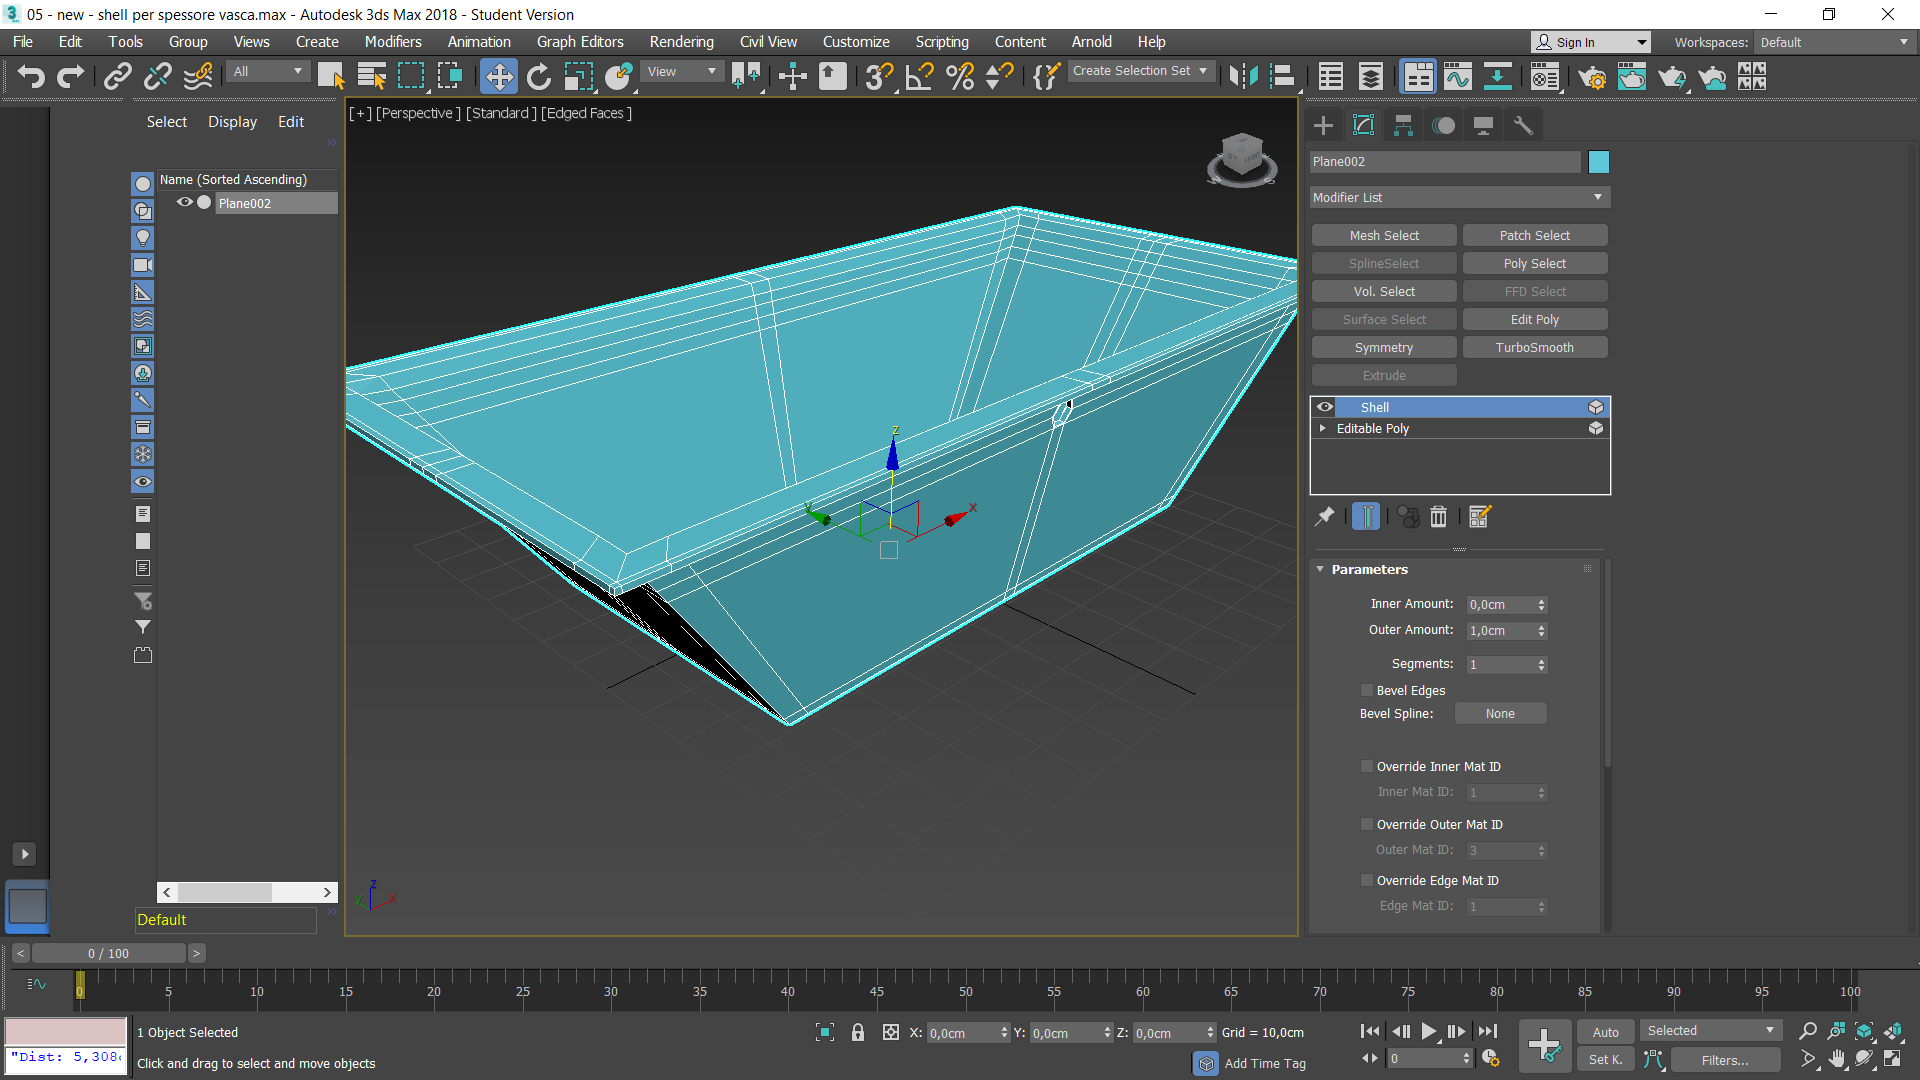 05 - new - shell per spessore vasca.max - Autodesk 3ds Max 2018 - Student Version
File Edit Tools Group Views Create Modifiers Animation Graph Editors Rendering Civil View Customize Scripting Content Arnold Help
Sign In
Workspaces: Default
All
View
Create Selection Set
Select Display Edit
Name (Sorted Ascending)
Plane002
Default
[ + ] [Perspective ] [Standard ] [Edged Faces ]
z
x
y
z
x
y
Plane002
Modifier List
Mesh Select Patch Select
SplineSelect Poly Select
Vol. Select FFD Select
Surface Select Edit Poly
Symmetry TurboSmooth
Extrude
Shell
Editable Poly
Parameters
Inner Amount: 0,0cm
Outer Amount: 1,0cm
Segments: 1
Bevel Edges
Bevel Spline: None
Override Inner Mat ID
Inner Mat ID: 1
Override Outer Mat ID
Outer Mat ID: 3
Override Edge Mat ID
Edge Mat ID: 1
< 0 / 100 >
0 5 10 15 20 25 30 35 40 45 50 55 60 65 70 75 80 85 90 95 100
"Dist: 5,308
1 Object Selected
Click and drag to select and move objects
X: 0,0cm Y: 0,0cm Z: 0,0cm Grid = 10,0cm
Add Time Tag
0
Auto Selected
Set K. Filters...